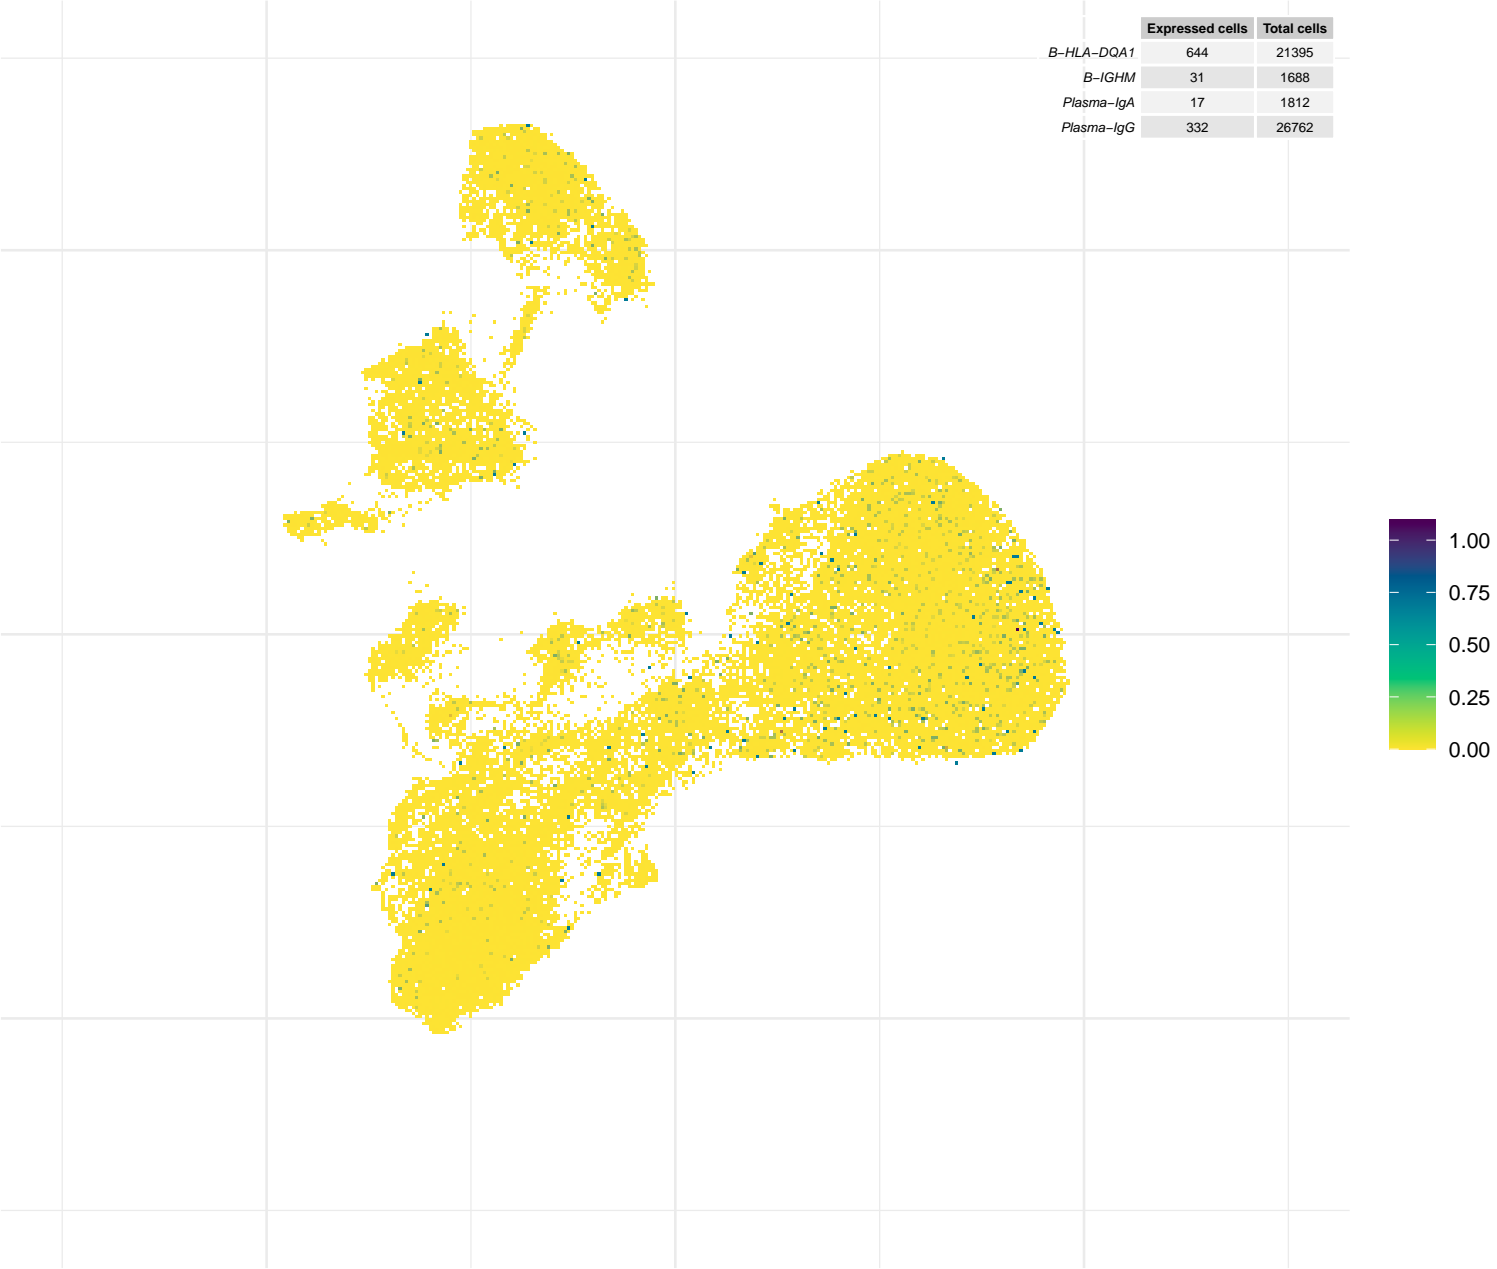 Expressed cells Total cells
B−HLA−DQA1 644 21395
B−IGHM 31 1688
Plasma−IgA 17 1812
Plasma−IgG 332 26762
1.00
0.75
0.50
0.25
0.00